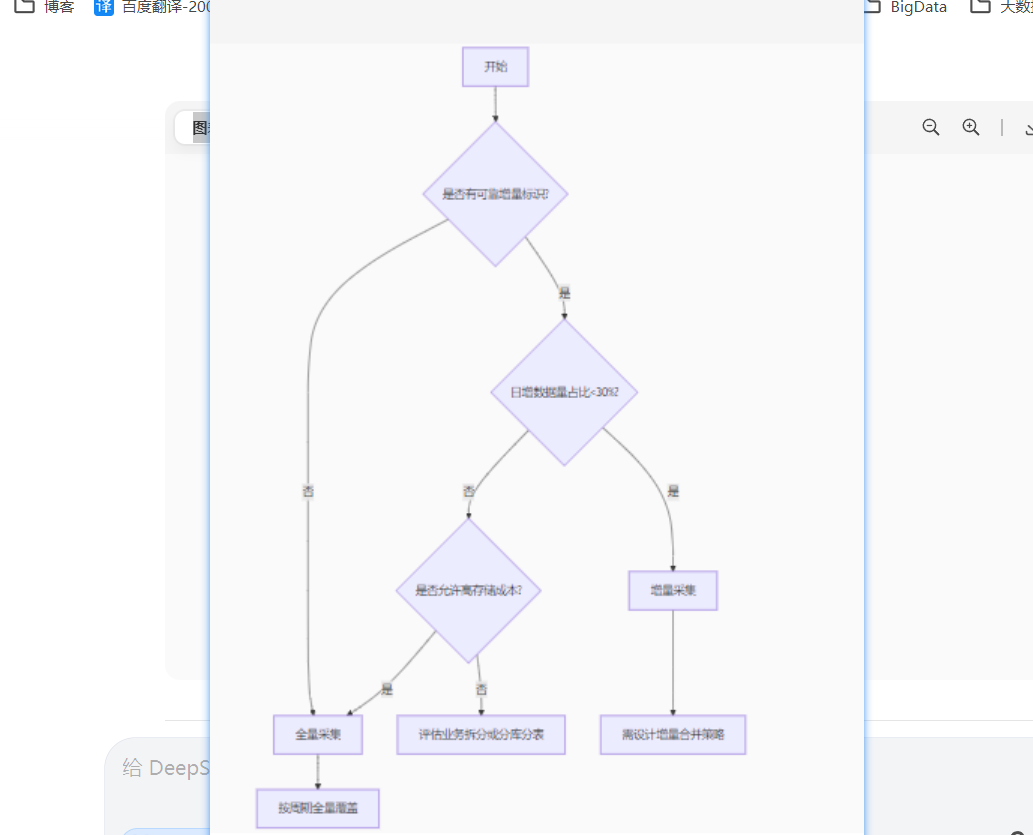 博客
译 百度翻译-200
BigData
大数
图
开始
是否有可靠增量标识?
是
日增数据量占比<30%?
否
否
是
是否允许高存储成本?
增量采集
是
否
全量采集
评估业务拆分或分库分表
需设计增量合并策略
给 DeepS
按周期全量覆盖